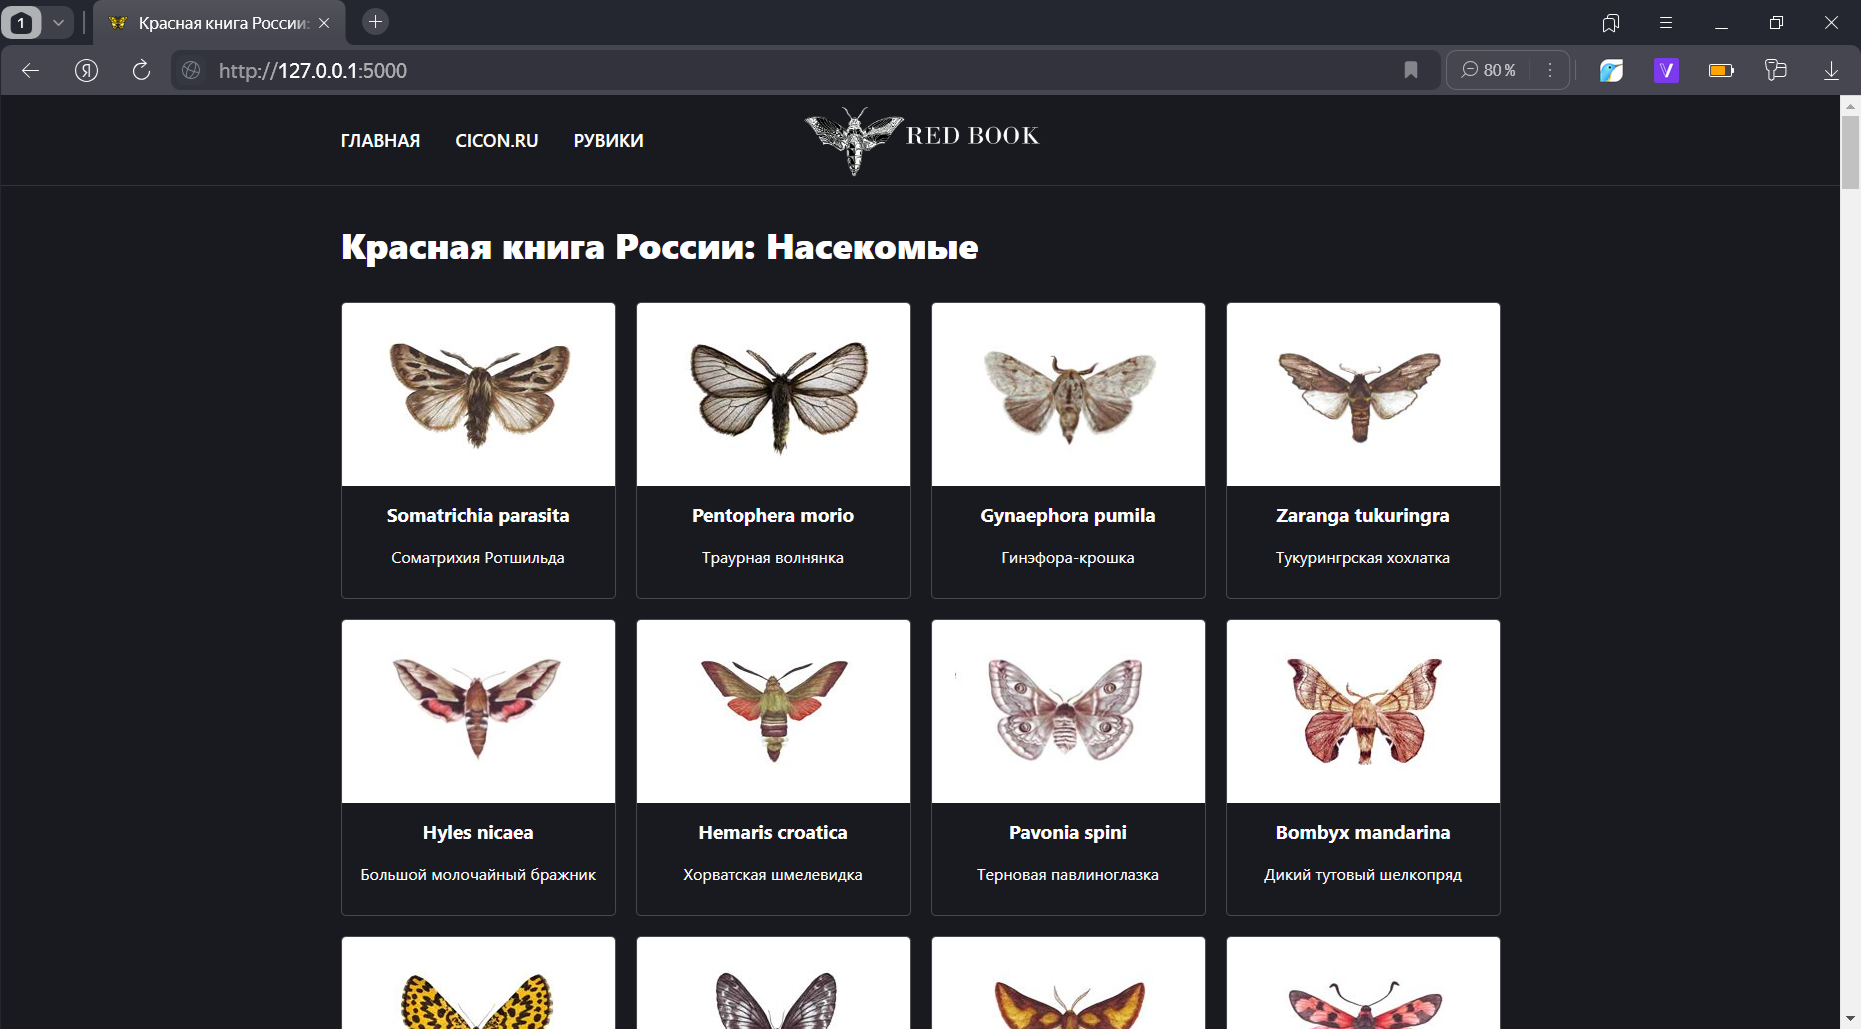 1
Красная книга России:
http://127.0.0.1:5000
80 %
ГЛАВНАЯ CICON.RU РУВИКИ
RED BOOK
Красная книга России: Насекомые
Somatrichia parasita
Соматрихия Ротшильда
Pentophera morio
Траурная волнянка
Gynaephora pumila
Гинэфора-крошка
Zaranga tukuringra
Тукурингрская хохлатка
Hyles nicaea
Большой молочайный бражник
Hemaris croatica
Хорватская шмелевидка
Pavonia spini
Терновая павлиноглазка
Bombyx mandarina
Дикий тутовый шелкопряд